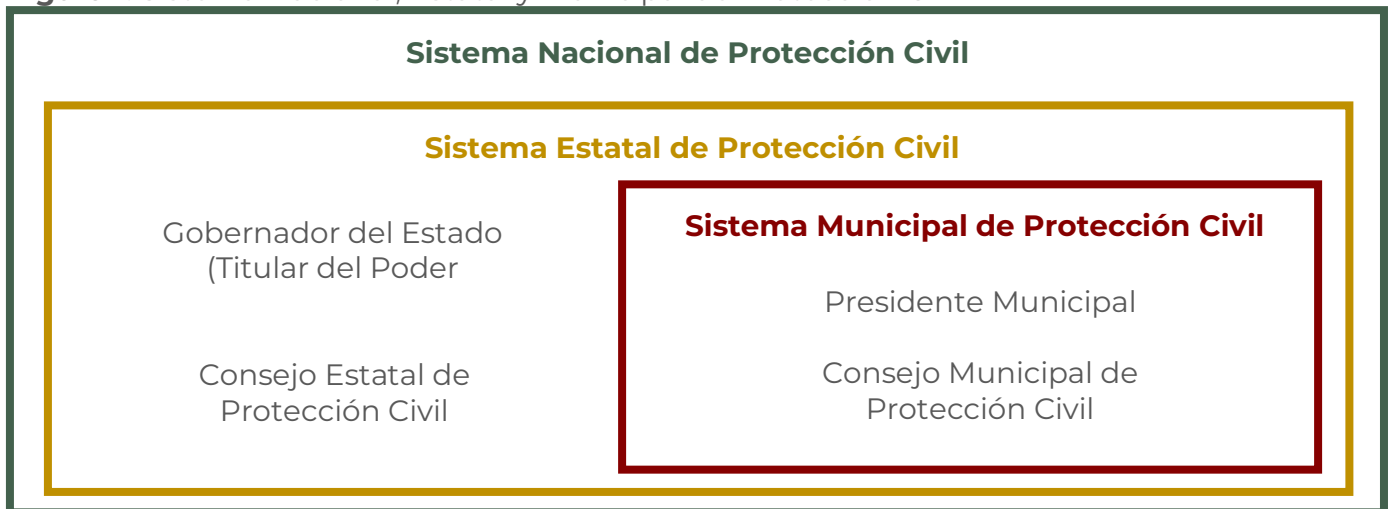 Sistema Nacional de Protección Civil
Sistema Estatal de Protección Civil
Gobernador del Estado
(Titular del Poder
Consejo Estatal de
Protección Civil
Sistema Municipal de Protección Civil
Presidente Municipal
Consejo Municipal de
Protección Civil